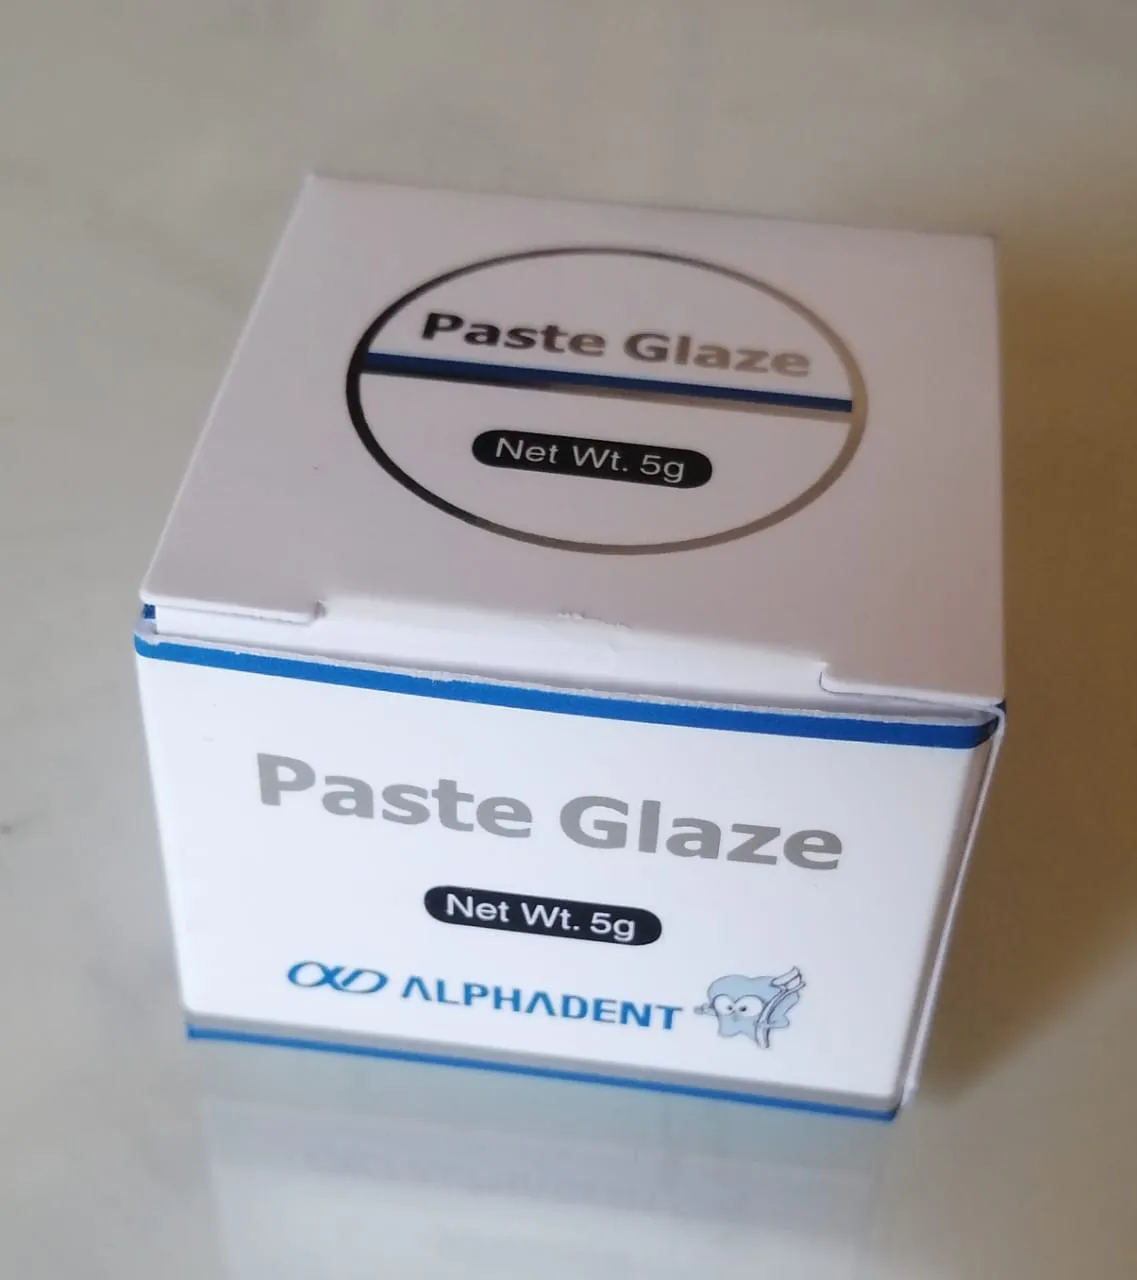 Paste Glaze
Net Wt. 5g
Paste Glaze
Net Wt. 5g
ALPHADENT